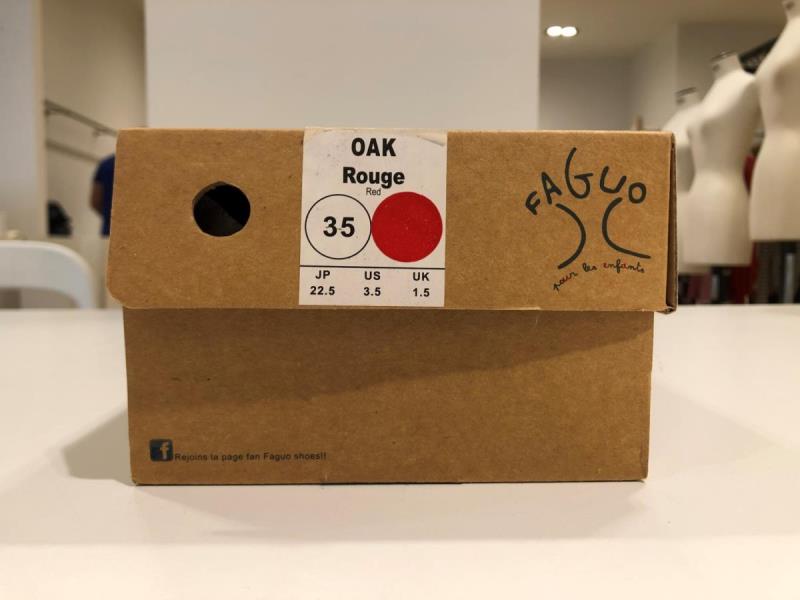 OAK
Rouge
Red
35
JP US UK
22.5 3.5 1.5
FAGUO
pour les enfants
f Rejoins la page fan Faguo shoes!!